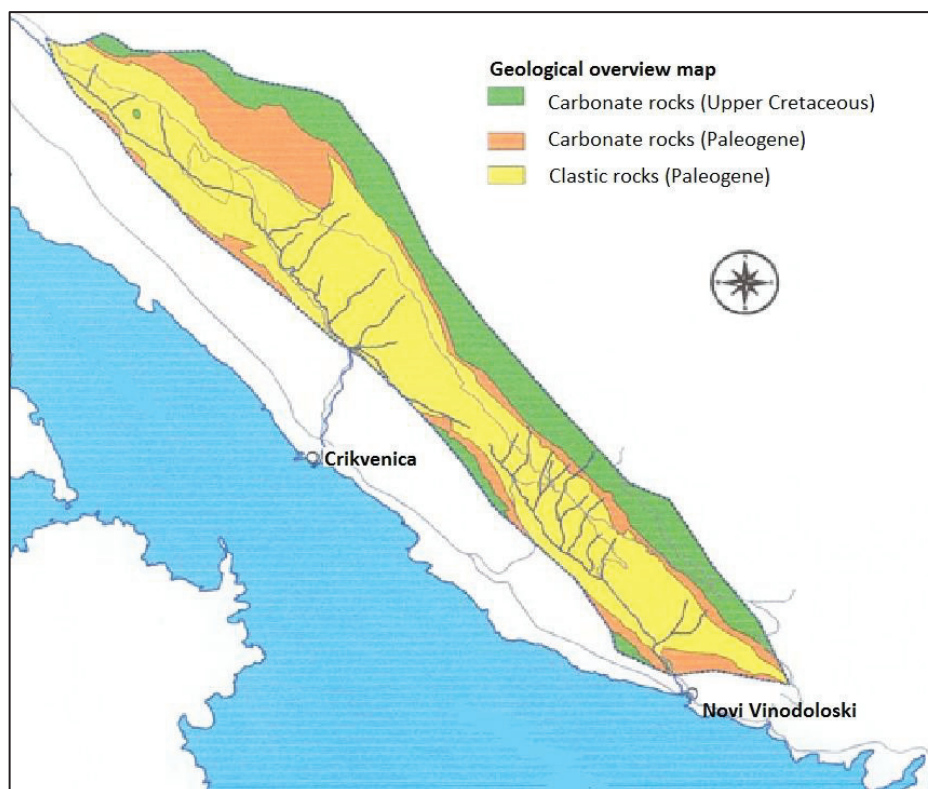 Geological overview map
Carbonate rocks (Upper Cretaceous)
Carbonate rocks (Paleogene)
Clastic rocks (Paleogene)
Crikvenica
Novi Vinodoloski